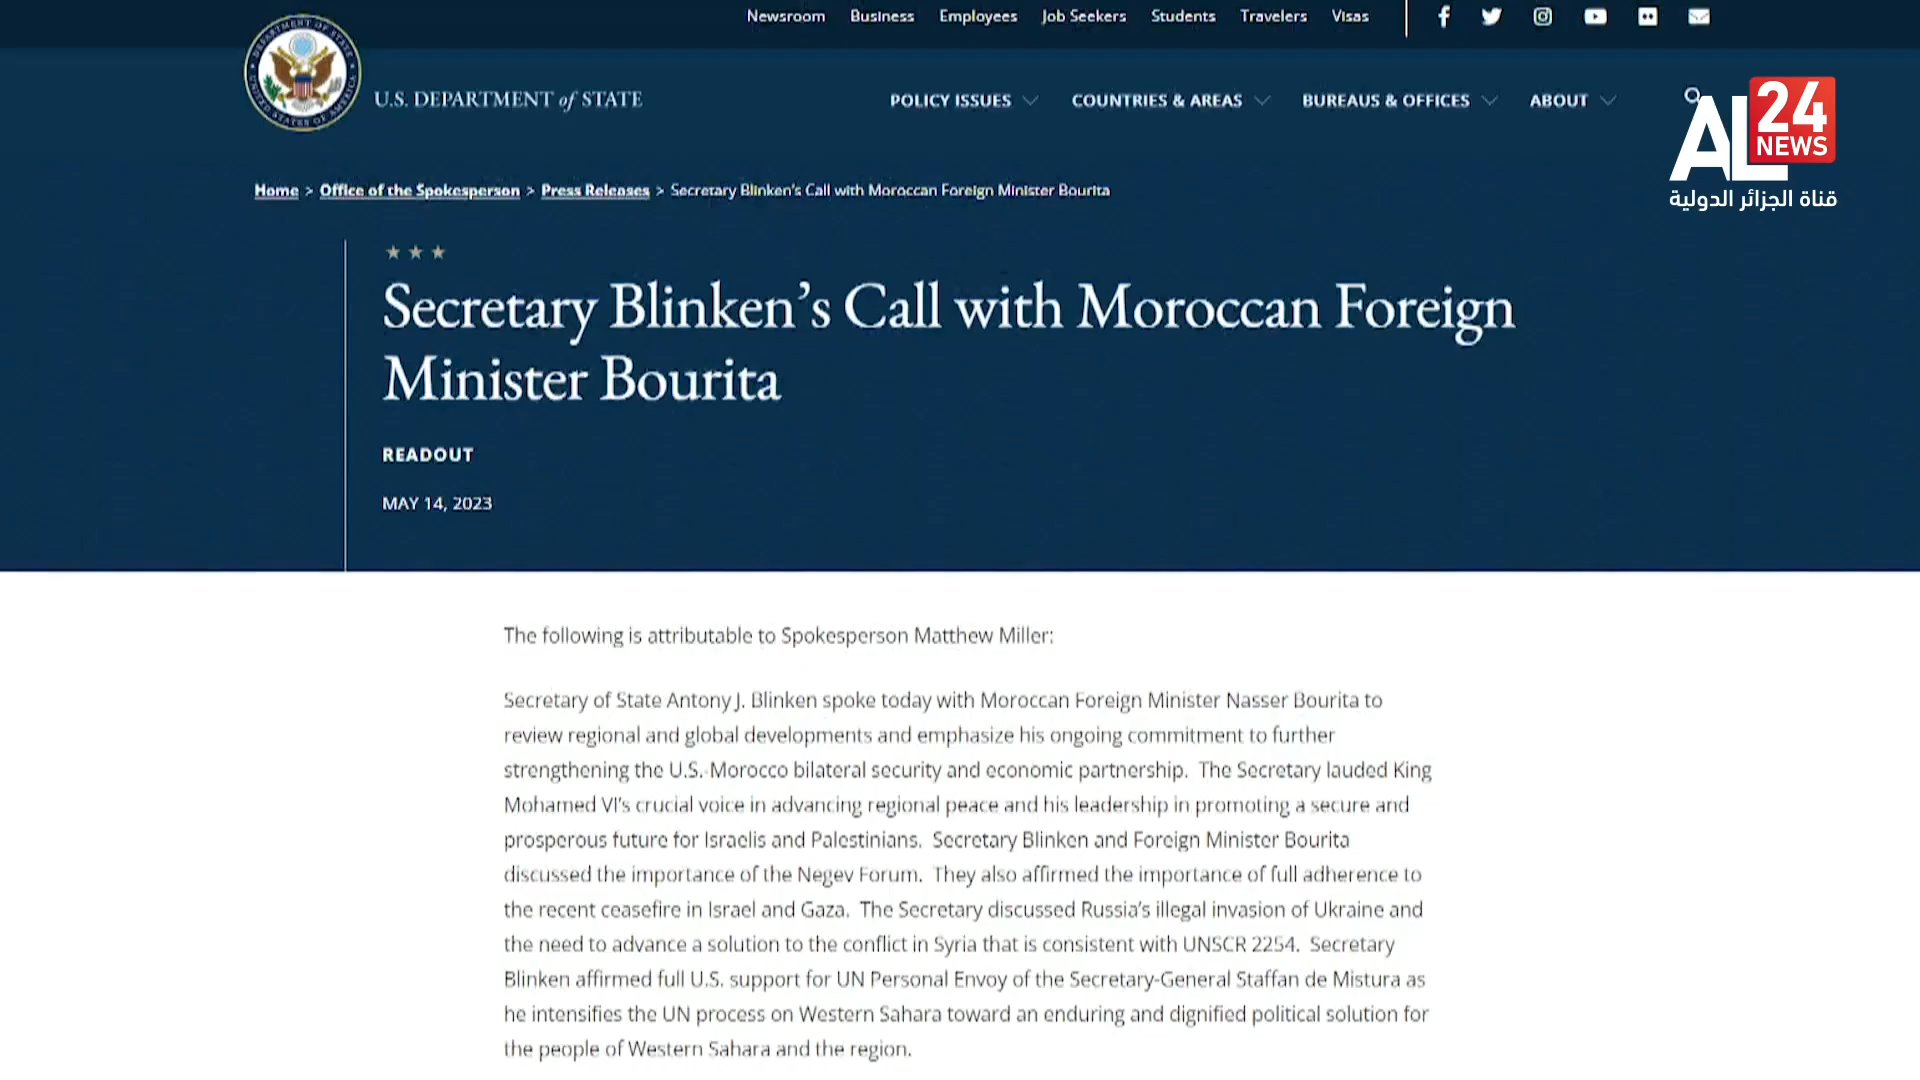 Newsroom Business Employees Job Seekers Students Travelers Visas
U.S. DEPARTMENT of STATE
POLICY ISSUES COUNTRIES & AREAS BUREAUS & OFFICES ABOUT
AL 24 NEWS
قناة الجزائر الدولية
Home > Office of the Spokesperson > Press Releases > Secretary Blinken's Call with Moroccan Foreign Minister Bourita
Secretary Blinken’s Call with Moroccan Foreign
Minister Bourita
READOUT
MAY 14, 2023
The following is attributable to Spokesperson Matthew Miller:
Secretary of State Antony J. Blinken spoke today with Moroccan Foreign Minister Nasser Bourita to
review regional and global developments and emphasize his ongoing commitment to further
strengthening the U.S.-Morocco bilateral security and economic partnership. The Secretary lauded King
Mohamed VI’s crucial voice in advancing regional peace and his leadership in promoting a secure and
prosperous future for Israelis and Palestinians. Secretary Blinken and Foreign Minister Bourita
discussed the importance of the Negev Forum. They also affirmed the importance of full adherence to
the recent ceasefire in Israel and Gaza. The Secretary discussed Russia’s illegal invasion of Ukraine and
the need to advance a solution to the conflict in Syria that is consistent with UNSCR 2254. Secretary
Blinken affirmed full U.S. support for UN Personal Envoy of the Secretary-General Staffan de Mistura as
he intensifies the UN process on Western Sahara toward an enduring and dignified political solution for
the people of Western Sahara and the region.